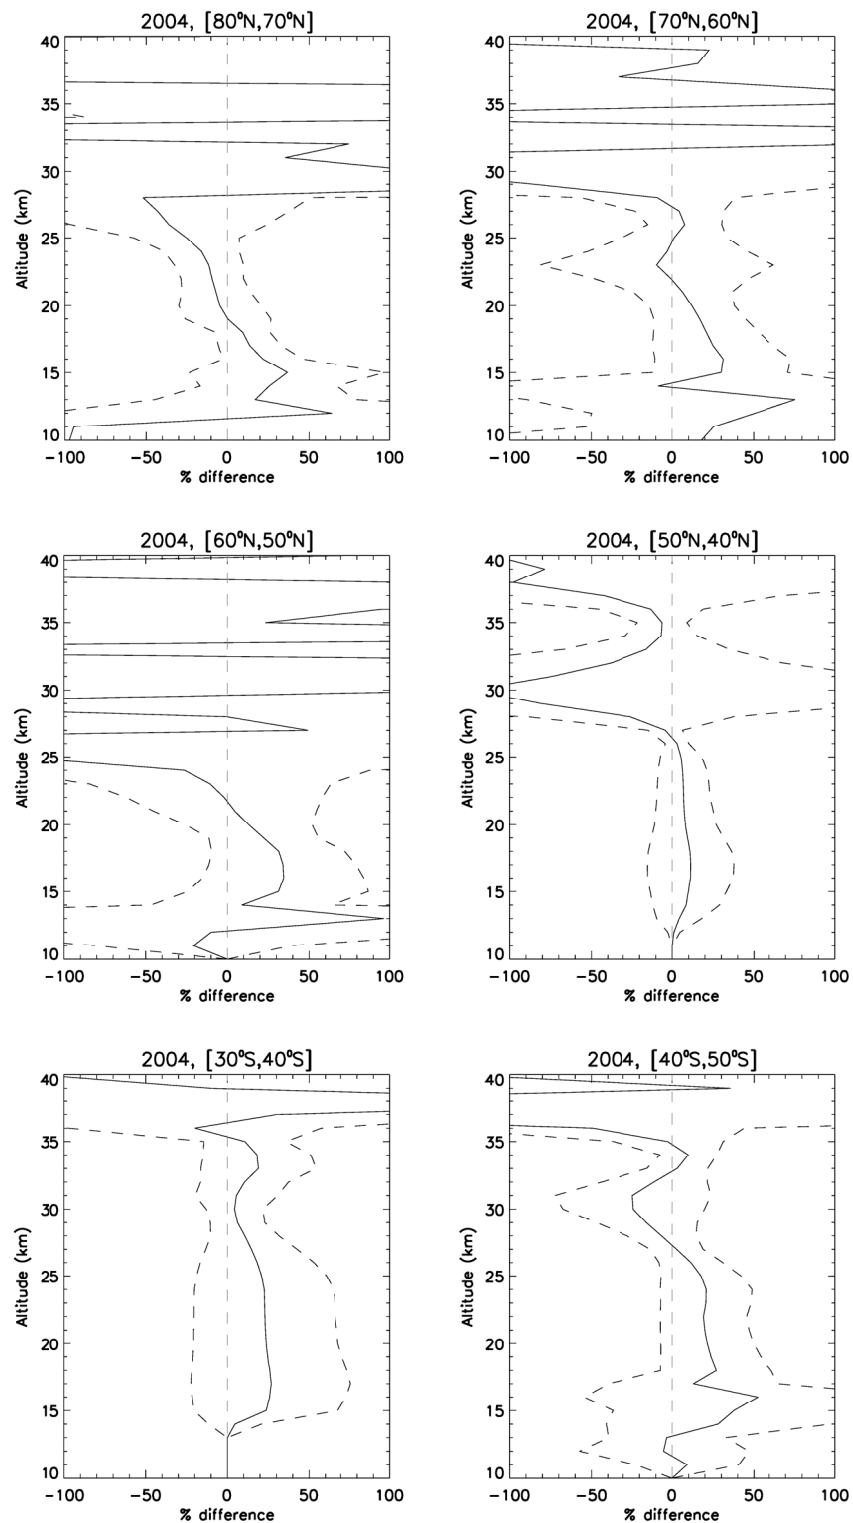 2004, [80°N,70°N]
40
35
30
25
20
15
10
Altitude (km)
−100 −50 0 50 100
% difference
2004, [70°N,60°N]
40
35
30
25
20
15
10
Altitude (km)
−100 −50 0 50 100
% difference
2004, [60°N,50°N]
40
35
30
25
20
15
10
Altitude (km)
−100 −50 0 50 100
% difference
2004, [50°N,40°N]
40
35
30
25
20
15
10
Altitude (km)
−100 −50 0 50 100
% difference
2004, [30°S,40°S]
40
35
30
25
20
15
10
Altitude (km)
−100 −50 0 50 100
% difference
2004, [40°S,50°S]
40
35
30
25
20
15
10
Altitude (km)
−100 −50 0 50 100
% difference